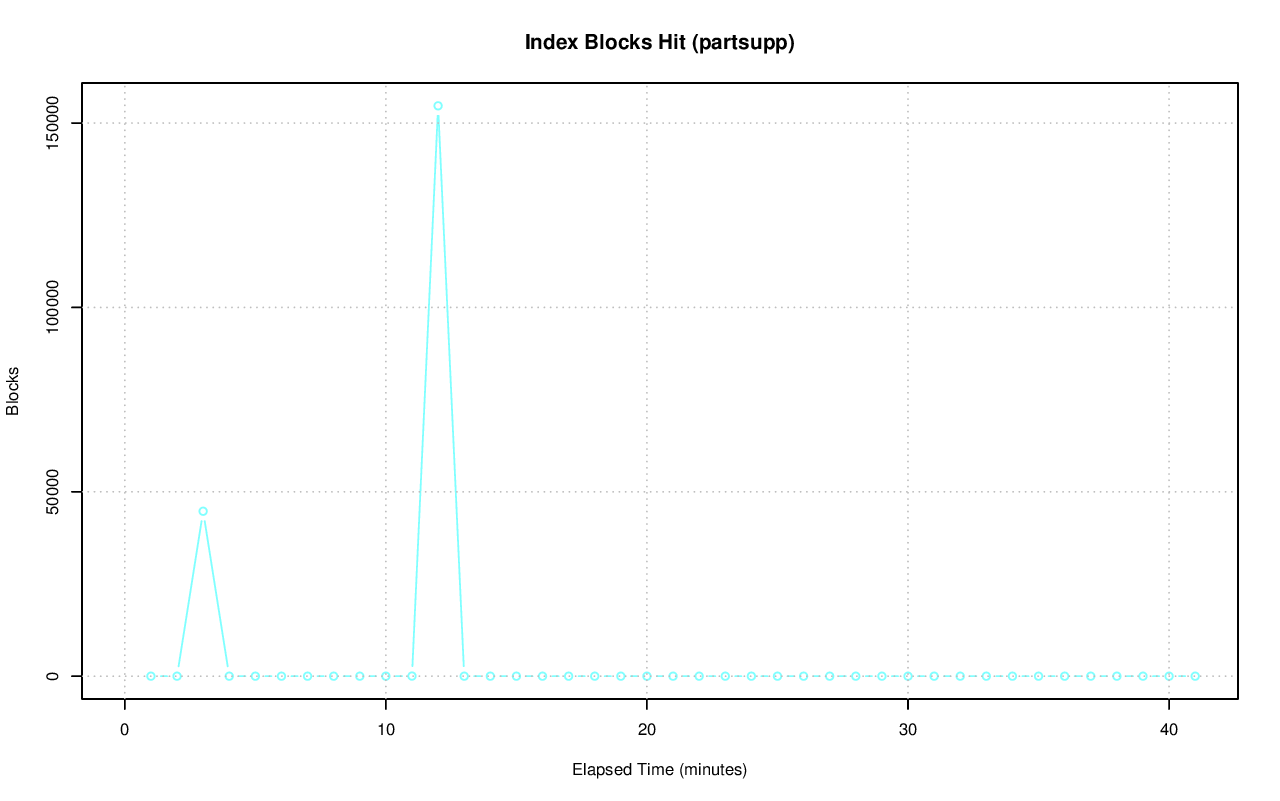 Index Blocks Hit (partsupp)
150000
100000
50000
0
Blocks
0 10 20 30 40
Elapsed Time (minutes)